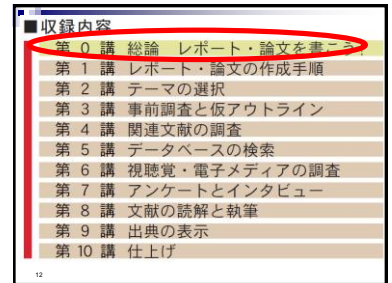 ■収録内容
第 0 講 総論 レポート・論文を書こう!
第 1 講 レポート・論文の作成手順
第 2 講 テーマの選択
第 3 講 事前調査と仮アウトライン
第 4 講 関連文献の調査
第 5 講 データベースの検索
第 6 講 視聴覚・電子メディアの調査
第 7 講 アンケートとインタビュー
第 8 講 文献の読解と執筆
第 9 講 出典の表示
第 10 講 仕上げ
12